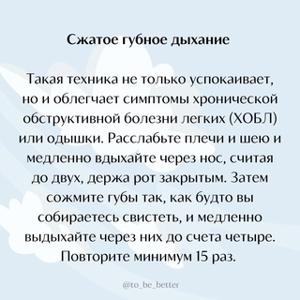 Сжатое губное дыхание
Такая техника не только успокаивает,
но и облегчает симптомы хронической
обструктивной болезни легких (ХОБЛ)
или одышки. Расслабьте плечи и шею и
медленно вдыхайте через нос, считая
до двух, держа рот закрытым. Затем
сожмите губы так, как будто вы
собираетесь свистеть, и медленно
выдыхайте через них до счета четыре.
Повторите минимум 15 раз.
@to_be_better